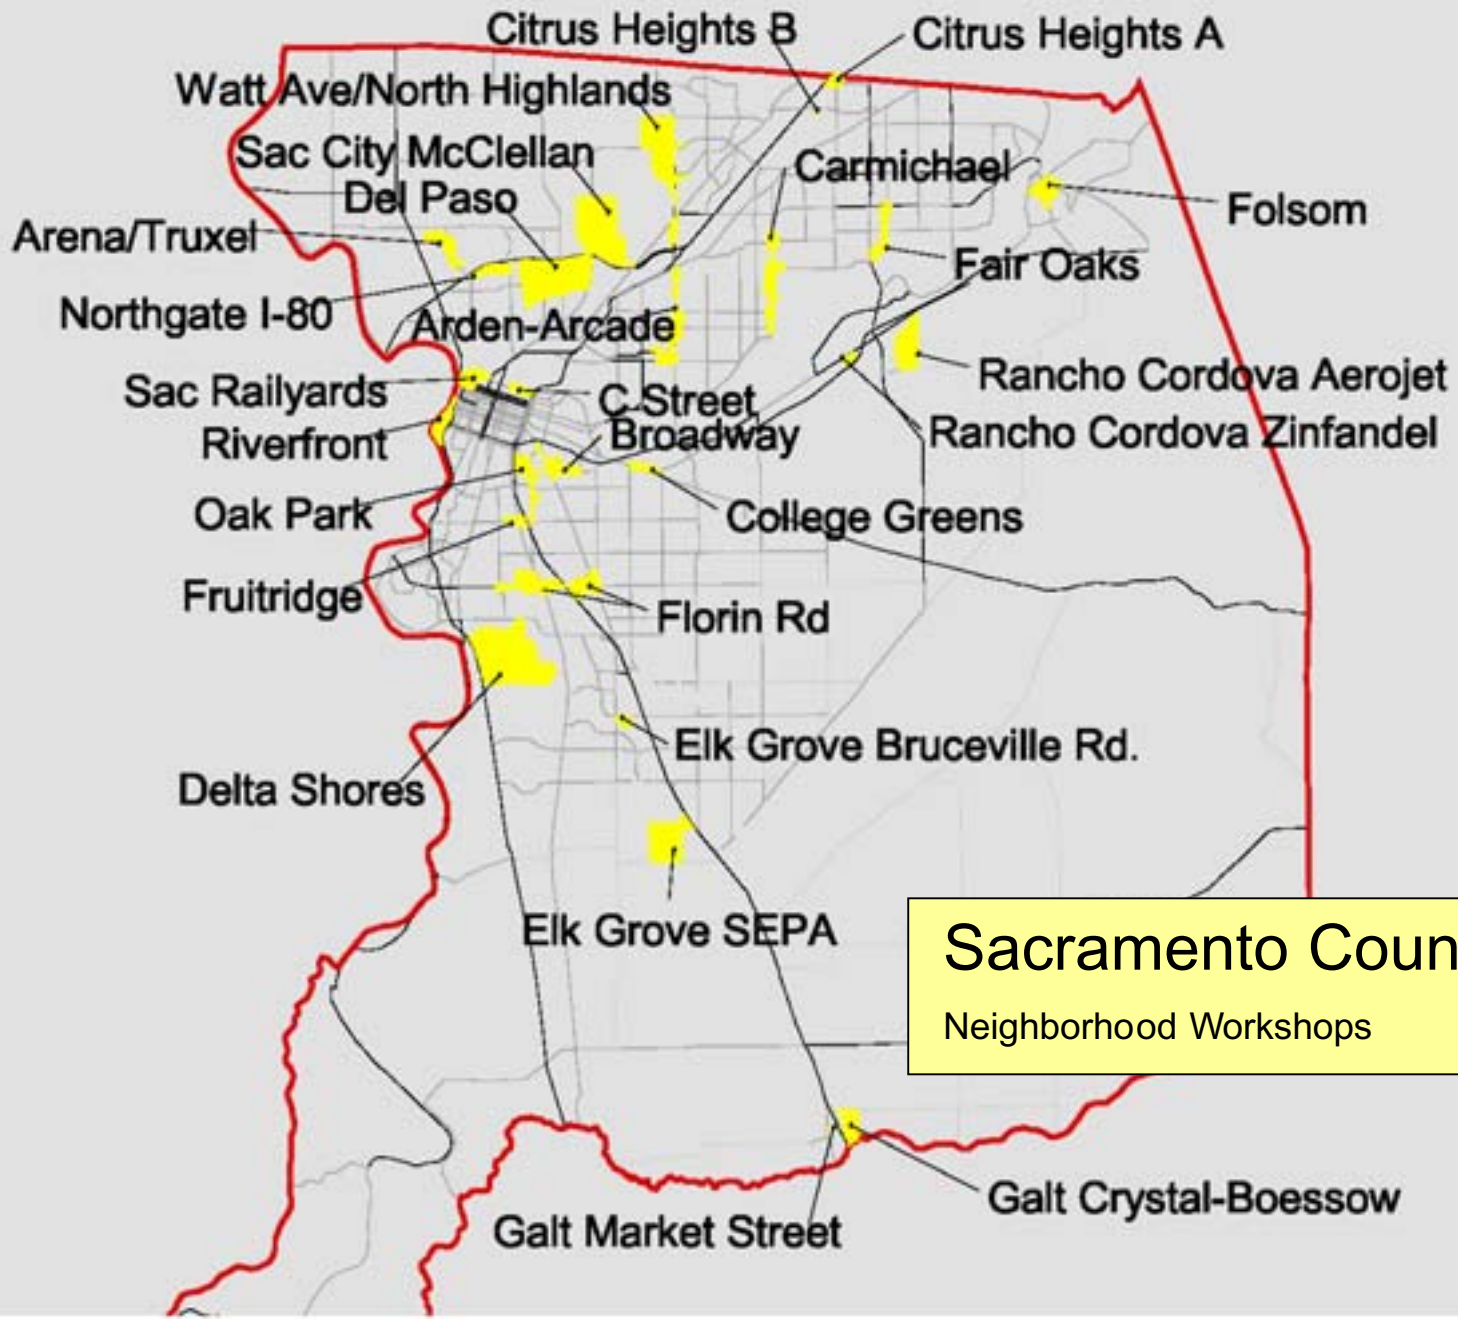 Citrus Heights B
Citrus Heights A
Watt Ave/North Highlands
Sac City McClellan
Carmichael
Del Paso
Folsom
Arena/Truxel
Fair Oaks
Northgate I-80
Arden-Arcade
Rancho Cordova Aerojet
Sac Railyards
C Street
Rancho Cordova Zinfandel
Riverfront
Broadway
Oak Park
College Greens
Fruitridge
Florin Rd
Elk Grove Bruceville Rd.
Delta Shores
Elk Grove SEPA
Sacramento Coun
Neighborhood Workshops
Galt Crystal-Boessow
Galt Market Street